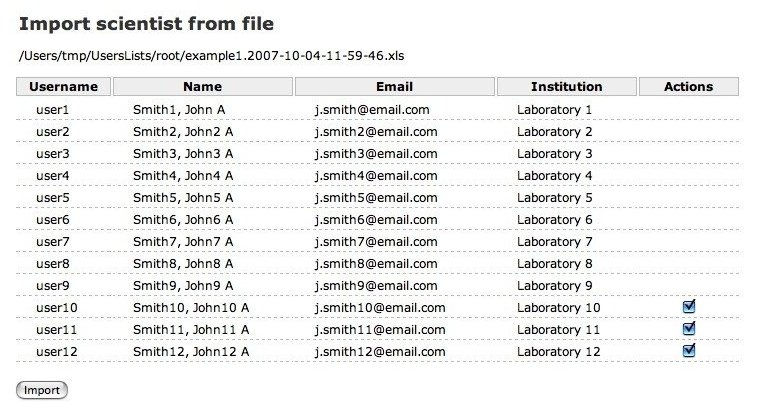 Import scientist from file
/Users/tmp/UsersLists/root/example1.2007-10-04-11-59-46.xls
Username Name Email Institution Actions
user1 Smith1, John A j.smith@email.com Laboratory 1
user2 Smith2, John2 A j.smith2@email.com Laboratory 2
user3 Smith3, John3 A j.smith3@email.com Laboratory 3
user4 Smith4, John4 A j.smith4@email.com Laboratory 4
user5 Smith5, John5 A j.smith5@email.com Laboratory 5
user6 Smith6, John6 A j.smith6@email.com Laboratory 6
user7 Smith7, John7 A j.smith7@email.com Laboratory 7
user8 Smith8, John8 A j.smith8@email.com Laboratory 8
user9 Smith9, John9 A j.smith9@email.com Laboratory 9
user10 Smith10, John10 A j.smith10@email.com Laboratory 10
user11 Smith11, John11 A j.smith11@email.com Laboratory 11
user12 Smith12, John12 A j.smith12@email.com Laboratory 12
Import